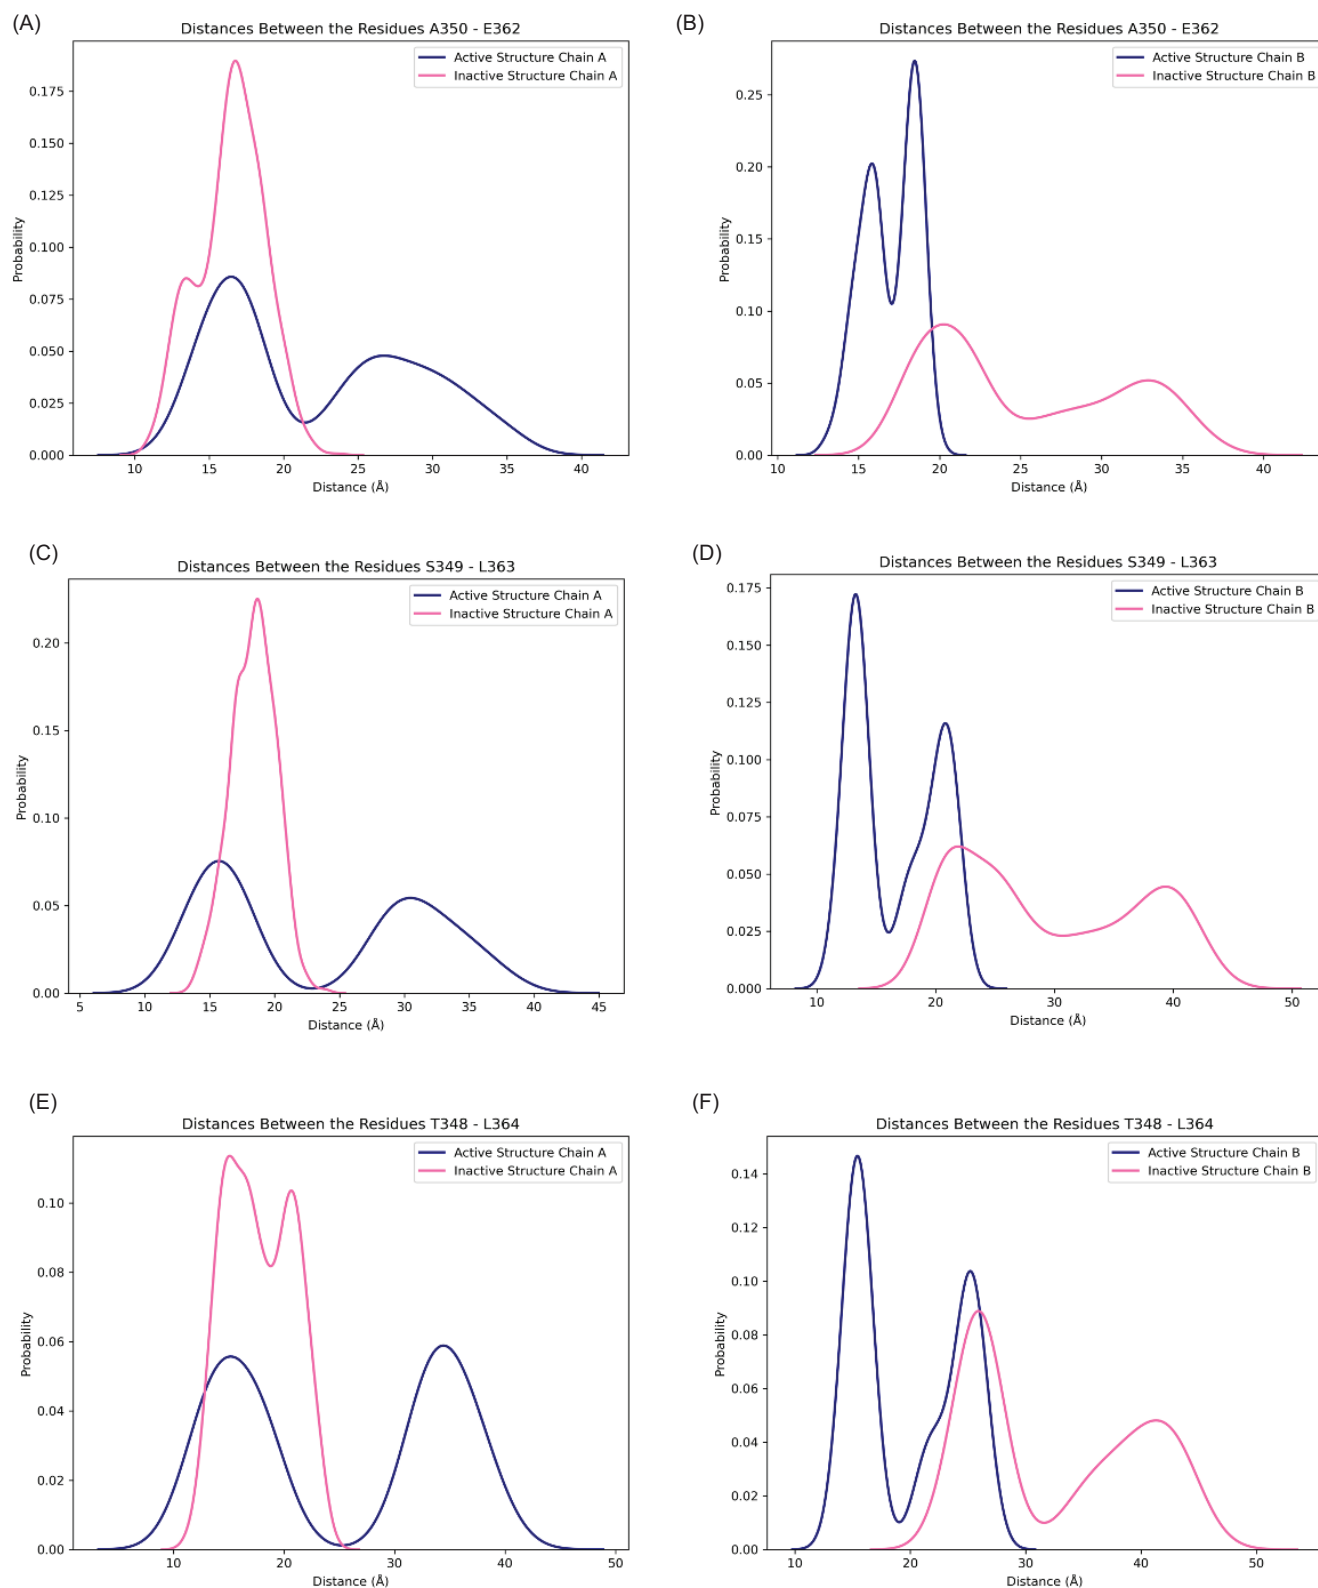 (A)
Distances Between the Residues A350 - E362
Active Structure Chain A
Inactive Structure Chain A
0.175
0.150
0.125
0.100
0.075
0.050
0.025
0.000
Probability
10 15 20 25 30 35 40
Distance (Å)
(B)
Distances Between the Residues A350 - E362
Active Structure Chain B
Inactive Structure Chain B
0.25
0.20
0.15
0.10
0.05
0.00
Probability
10 15 20 25 30 35 40
Distance (Å)
(C)
Distances Between the Residues S349 - L363
Active Structure Chain A
Inactive Structure Chain A
0.20
0.15
0.10
0.05
0.00
Probability
5 10 15 20 25 30 35 40 45
Distance (Å)
(D)
Distances Between the Residues S349 - L363
Active Structure Chain B
Inactive Structure Chain B
0.175
0.150
0.125
0.100
0.075
0.050
0.025
0.000
Probability
10 20 30 40 50
Distance (Å)
(E)
Distances Between the Residues T348 - L364
Active Structure Chain A
Inactive Structure Chain A
0.10
0.08
0.06
0.04
0.02
0.00
Probability
10 20 30 40 50
Distance (Å)
(F)
Distances Between the Residues T348 - L364
Active Structure Chain B
Inactive Structure Chain B
0.14
0.12
0.10
0.08
0.06
0.04
0.02
0.00
Probability
10 20 30 40 50
Distance (Å)